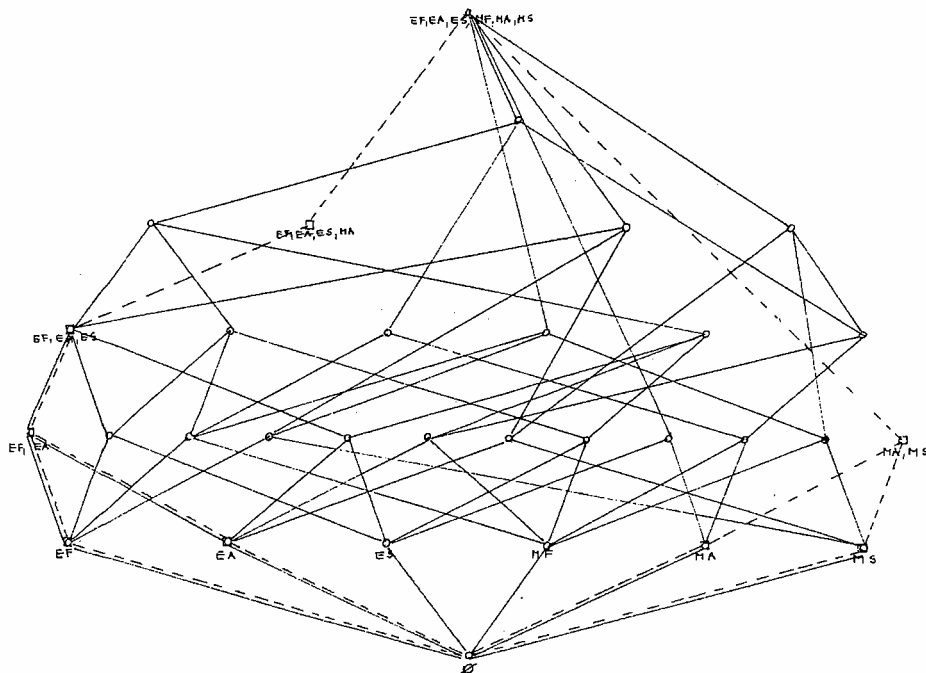 EF, EA, ES, MF, MA, MS
EF, EA, ES, MA
EF, EA, ES
EF, EA
MA, MS
EF
EA
ES
MF
MA
MS
Ø